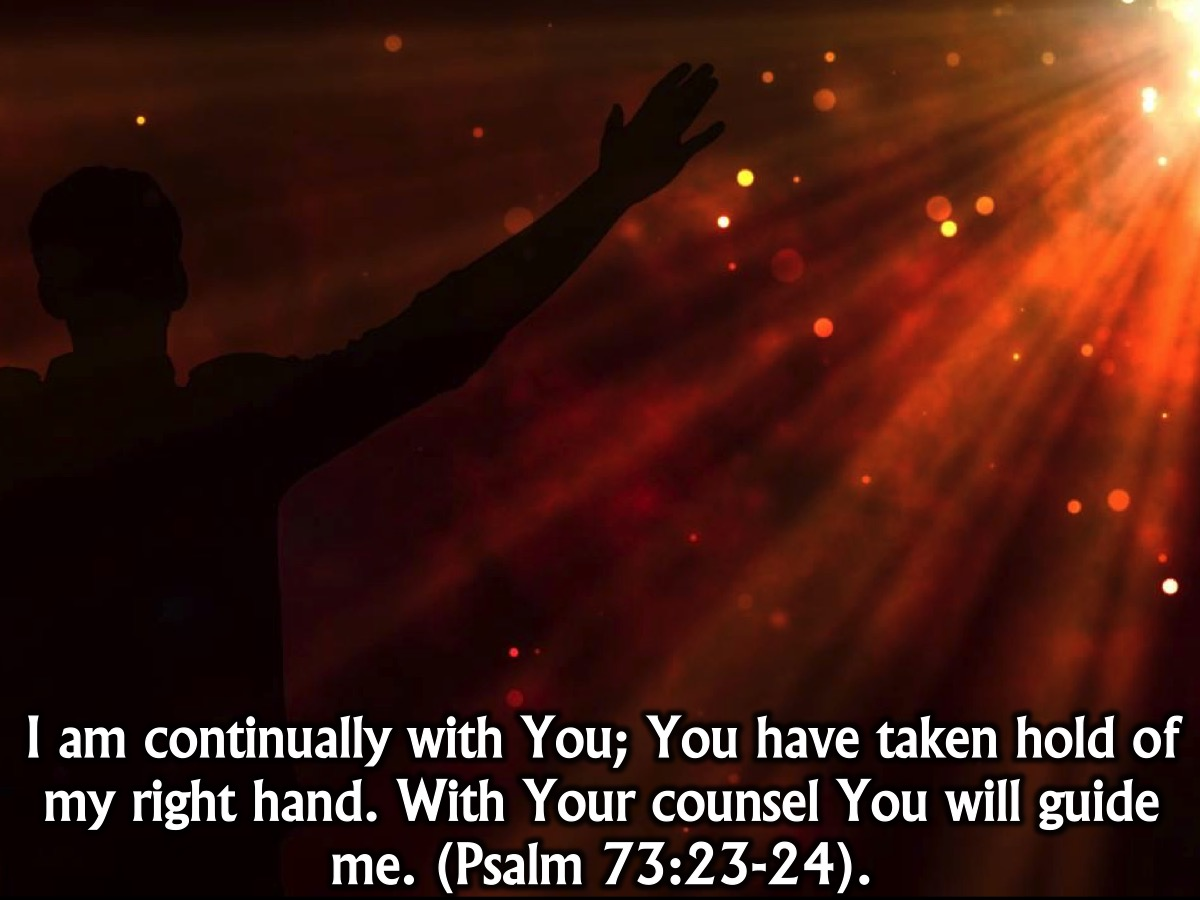 I am continually with You; You have taken hold of
my right hand. With Your counsel You will guide
me. (Psalm 73:23-24).